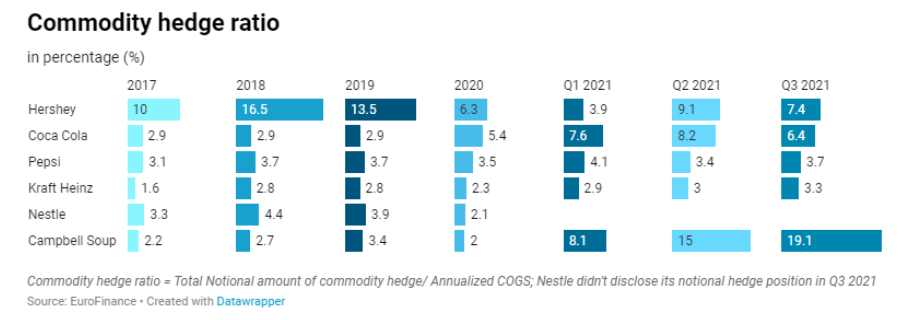 Commodity hedge ratio
in percentage (%)
2017 2018 2019 2020 Q1 2021 Q2 2021 Q3 2021
Hershey 10 16.5 13.5 6.3 3.9 9.1 7.4
Coca Cola 2.9 2.9 2.9 5.4 7.6 8.2 6.4
Pepsi 3.1 3.7 3.7 3.5 4.1 3.4 3.7
Kraft Heinz 1.6 2.8 2.8 2.3 2.9 3 3.3
Nestle 3.3 4.4 3.9 2.1
Campbell Soup 2.2 2.7 3.4 2 8.1 15 19.1
Commodity hedge ratio = Total Notional amount of commodity hedge/ Annualized COGS; Nestle didn't disclose its notional hedge position in Q3 2021
Source: EuroFinance • Created with Datawrapper